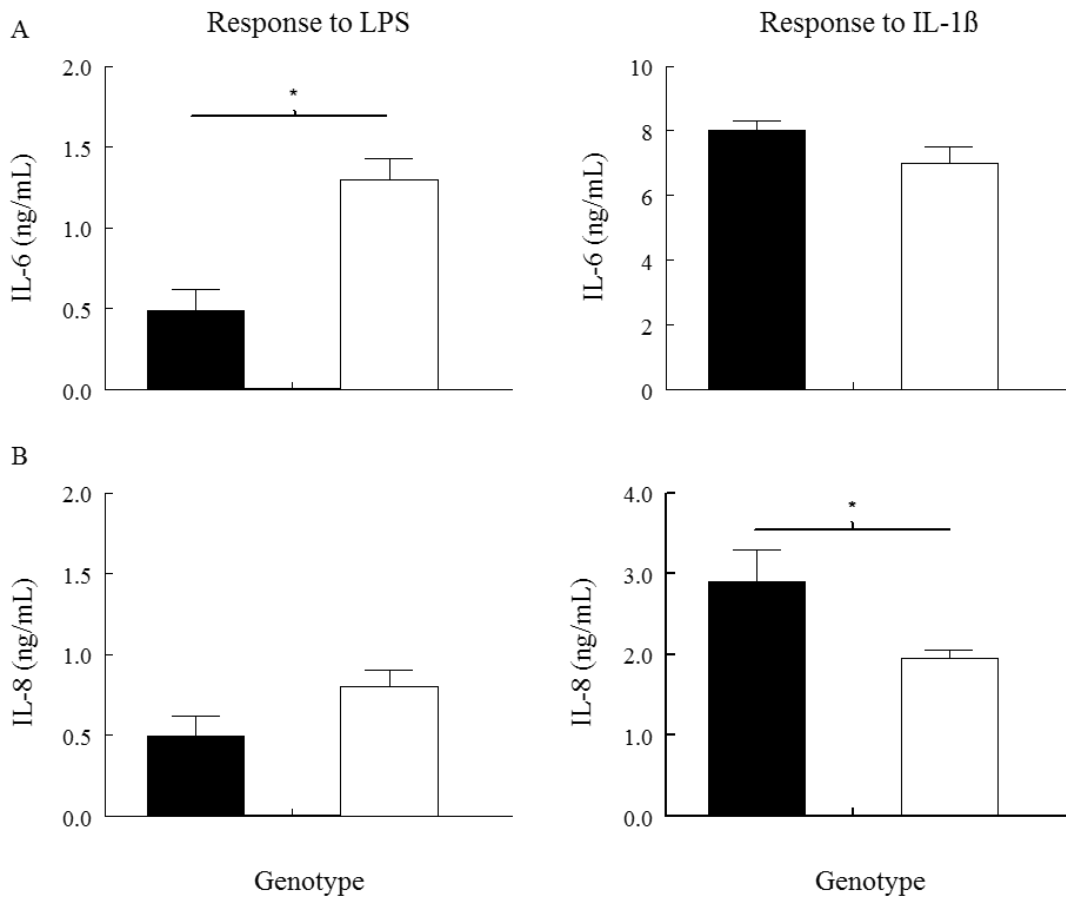 A
Response to LPS
Response to IL-1ß
IL-6 (ng/mL)
2.0
1.5
1.0
0.5
0.0
*
IL-6 (ng/mL)
10
8
6
4
2
0
B
IL-8 (ng/mL)
2.0
1.5
1.0
0.5
0.0
Genotype
IL-8 (ng/mL)
4.0
3.0
2.0
1.0
0.0
*
Genotype